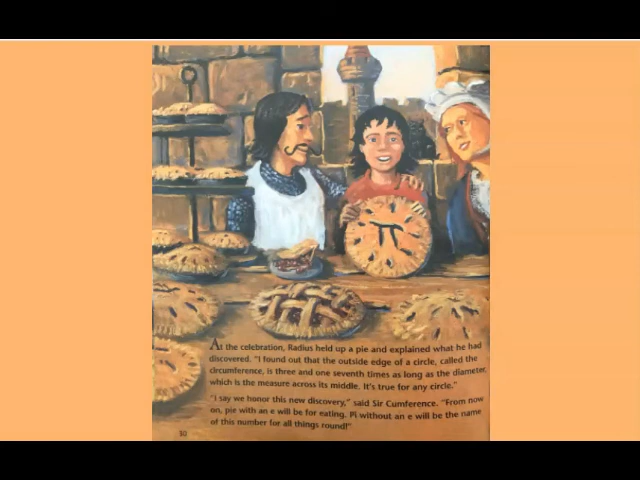 π
At the celebration, Radius held up a pie and explained what he had
discovered. "I found out that the outside edge of a circle, called the
circumference, is three and one seventh times as long as the diameter,
which is the measure across its middle. It's true for any circle."
"I say we honor this new discovery," said Sir Cumference. "From now
on, pie with an e will be for eating. Pi without an e will be the name
of this number for all things round!"
30